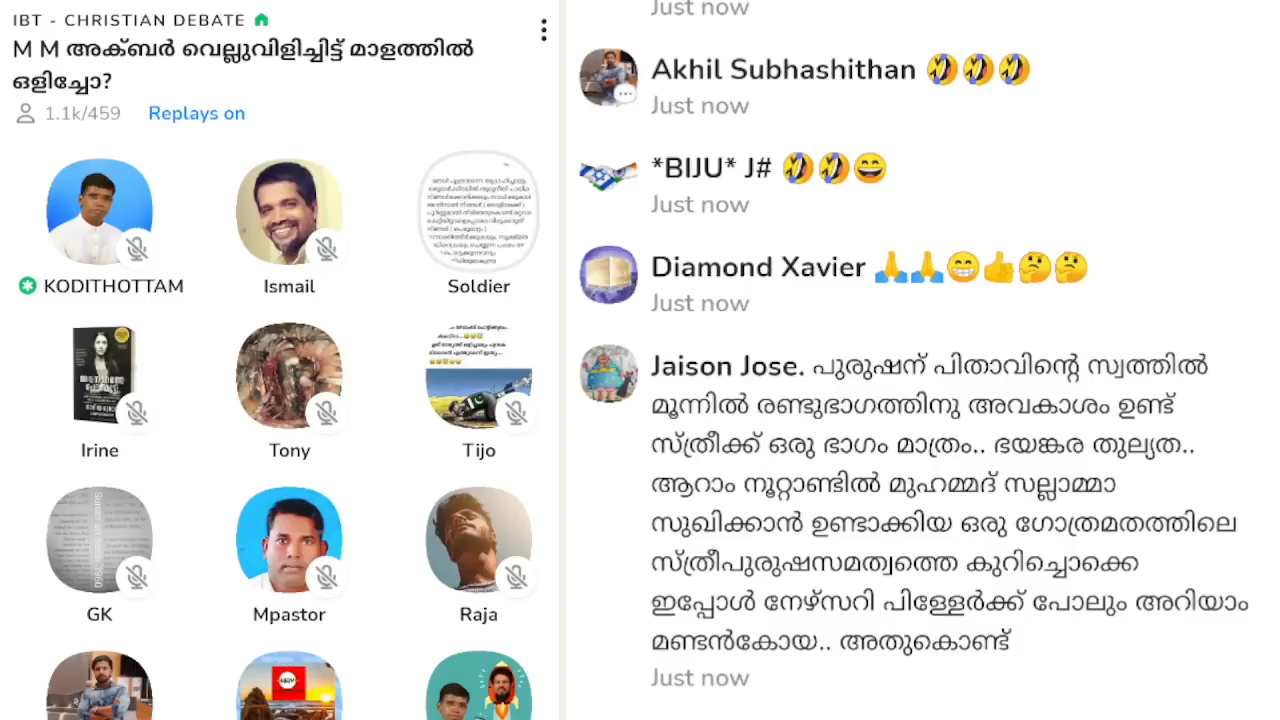 IBT - CHRISTIAN DEBATE
M M അക്ബർ വെല്ലുവിളിച്ചിട്ട് മാളത്തിൽ
ഒളിച്ചോ?
1.1k/459 Replays on
KODITHOTTAM Ismail Soldier
Irine Tony Tijo
GK Mpastor Raja
Just now
Akhil Subhashithan 🤣🤣🤣
Just now
*BIJU* J# 🤣🤣😄
Just now
Diamond Xavier 🙏🙏😁👍🤔🤔
Just now
Jaison Jose. പുരുഷന് പിതാവിന്റെ സ്വത്തിൽ
മൂന്നിൽ രണ്ടുഭാഗത്തിനു അവകാശം ഉണ്ട്
സ്ത്രീക്ക് ഒരു ഭാഗം മാത്രം.. ഭയങ്കര തുല്യത..
ആറാം നൂറ്റാണ്ടിൽ മുഹമ്മദ് സല്ലാമ്മാ
സുഖിക്കാൻ ഉണ്ടാക്കിയ ഒരു ഗോത്രമതത്തിലെ
സ്ത്രീപുരുഷസമത്വത്തെ കുറിച്ചൊക്കെ
ഇപ്പോൾ നേഴ്സറി പിള്ളേർക്ക് പോലും അറിയാം
മണ്ടൻകോയ.. അതുകൊണ്ട്
Just now